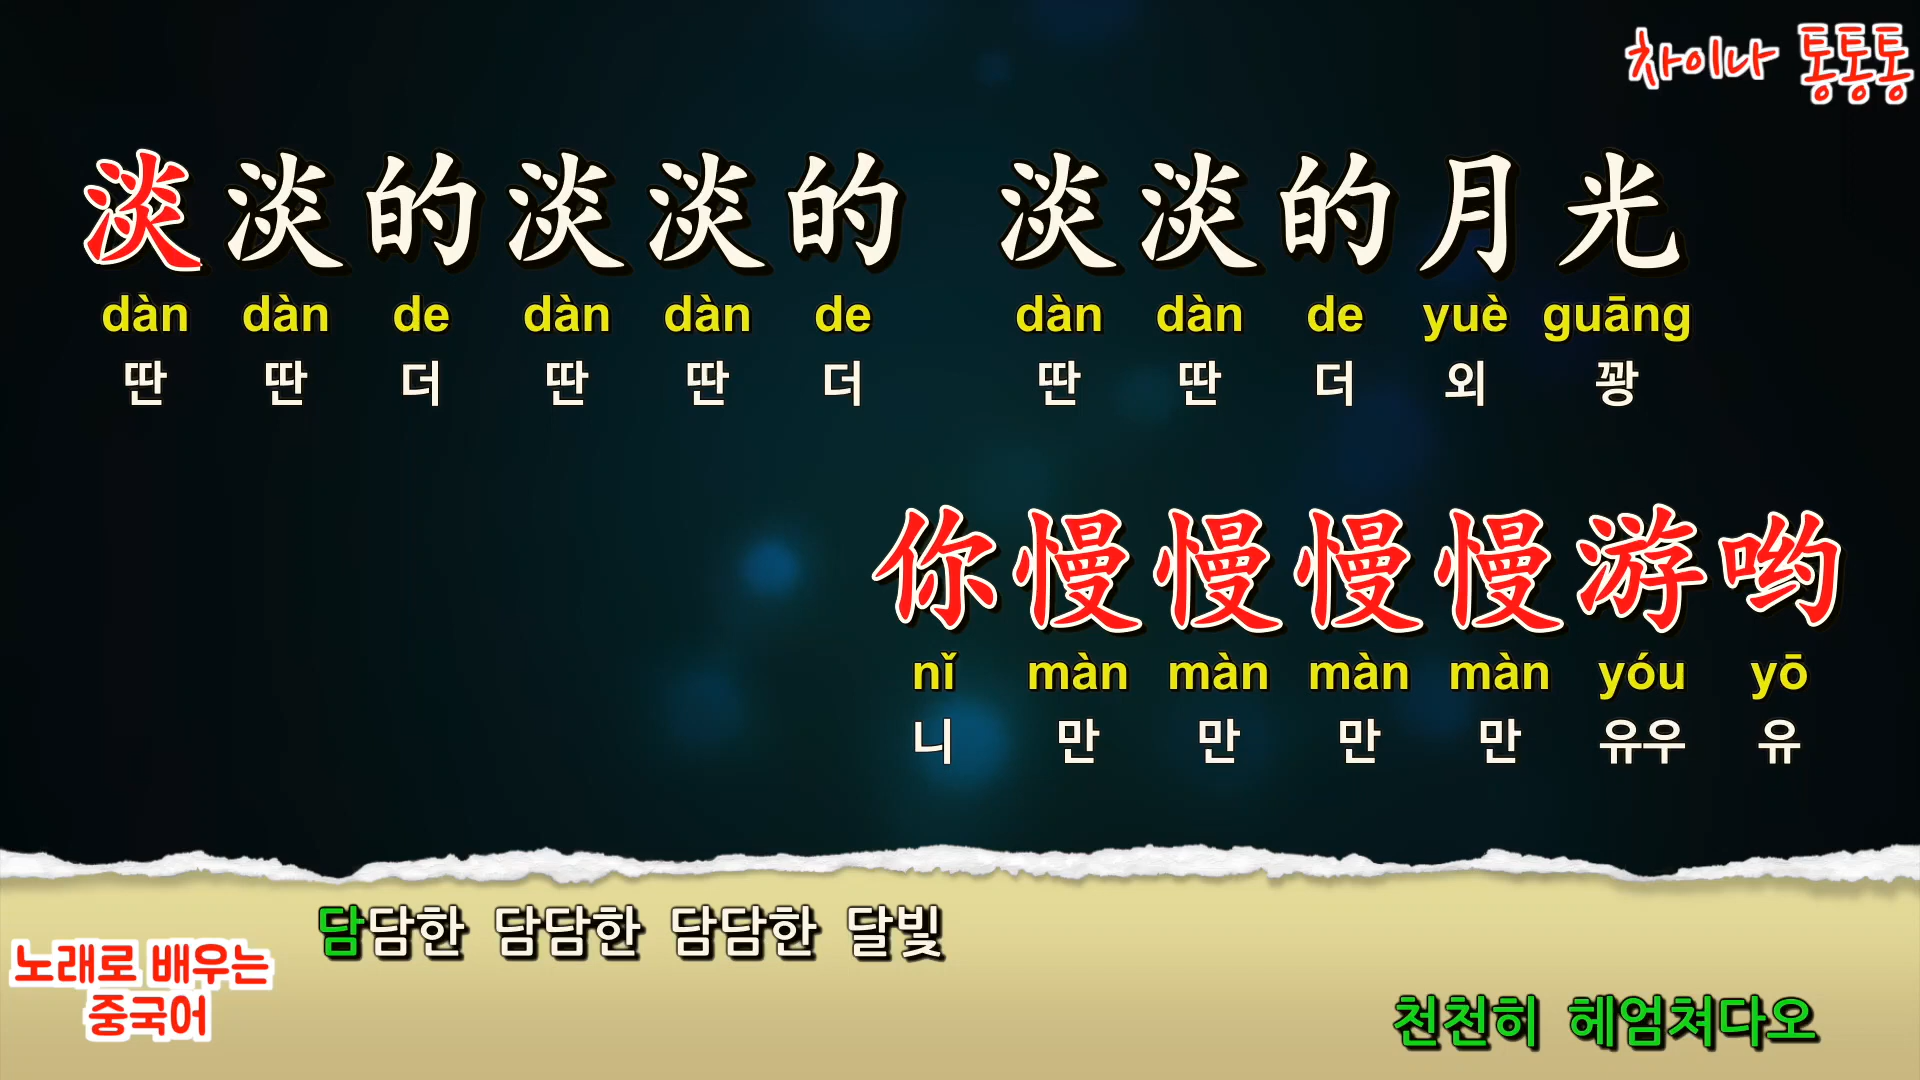 차이나 통통통
淡淡的淡淡的 淡淡的月光
dàn dàn de dàn dàn de dàn dàn de yuè guāng
딴 딴 더 딴 딴 더 딴 딴 더 외 꽝
你慢慢慢慢游哟
nǐ màn màn màn màn yóu yō
니 만 만 만 만 유우 유
담담한 담담한 담담한 달빛
노래로 배우는
중국어
천천히 헤엄쳐다오